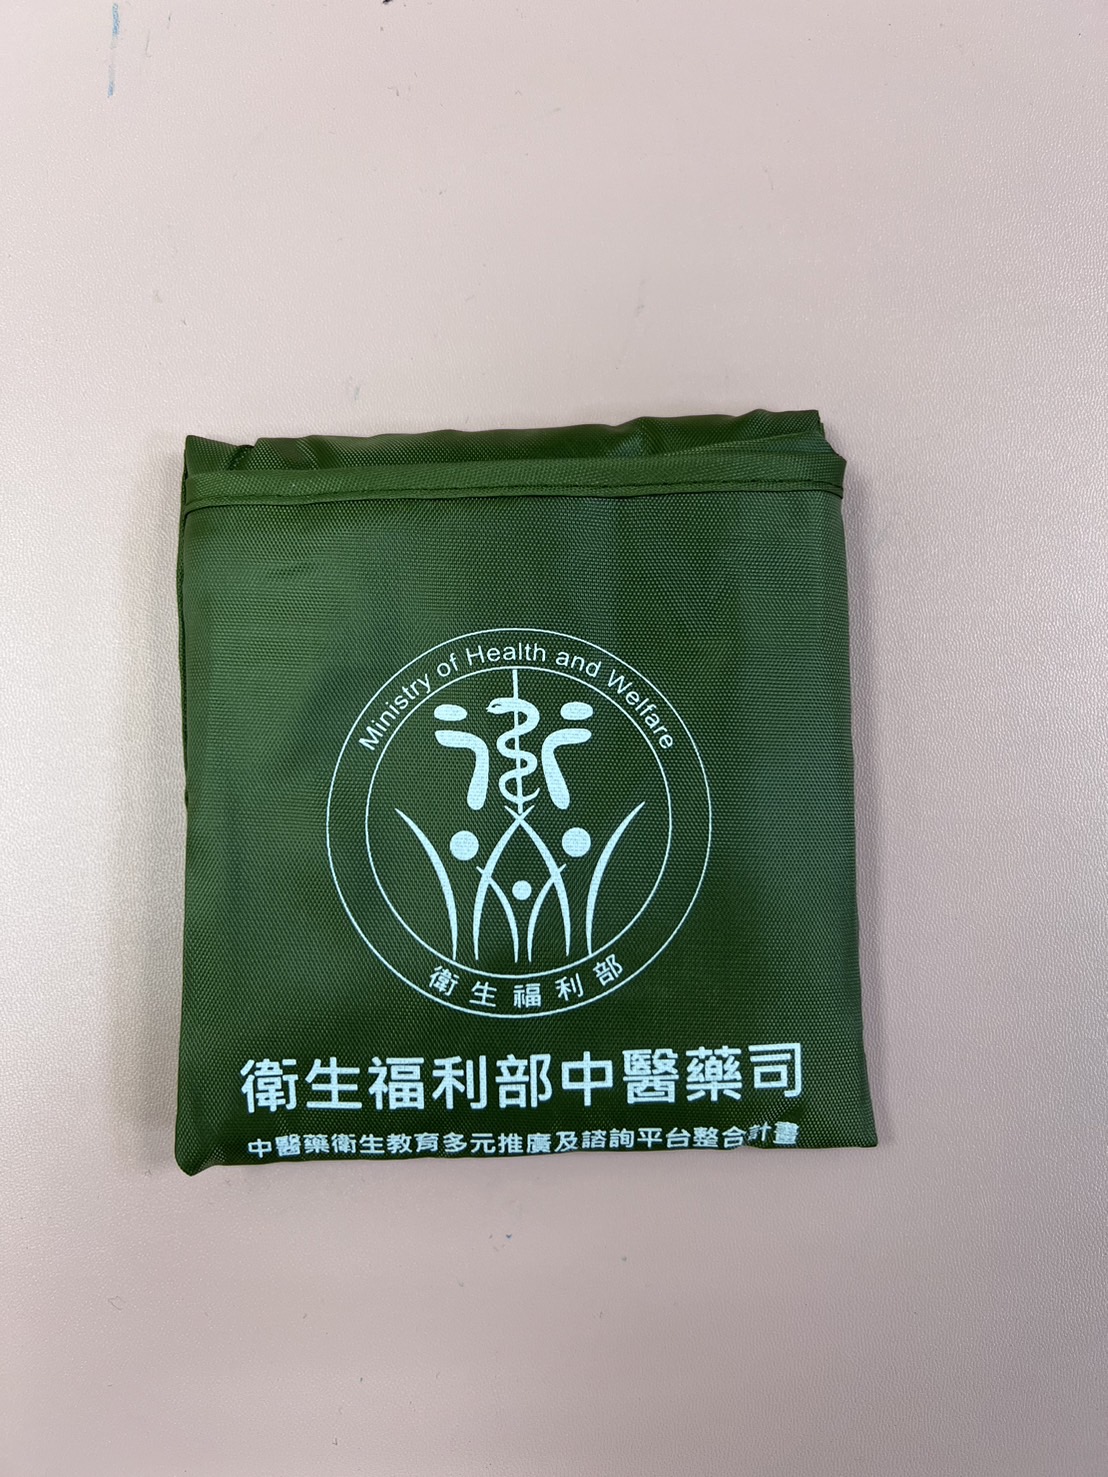 Ministry of Health and Welfare
衛生福利部
衛生福利部中醫藥司
中醫藥衛生教育多元推廣及諮詢平台整合計畫